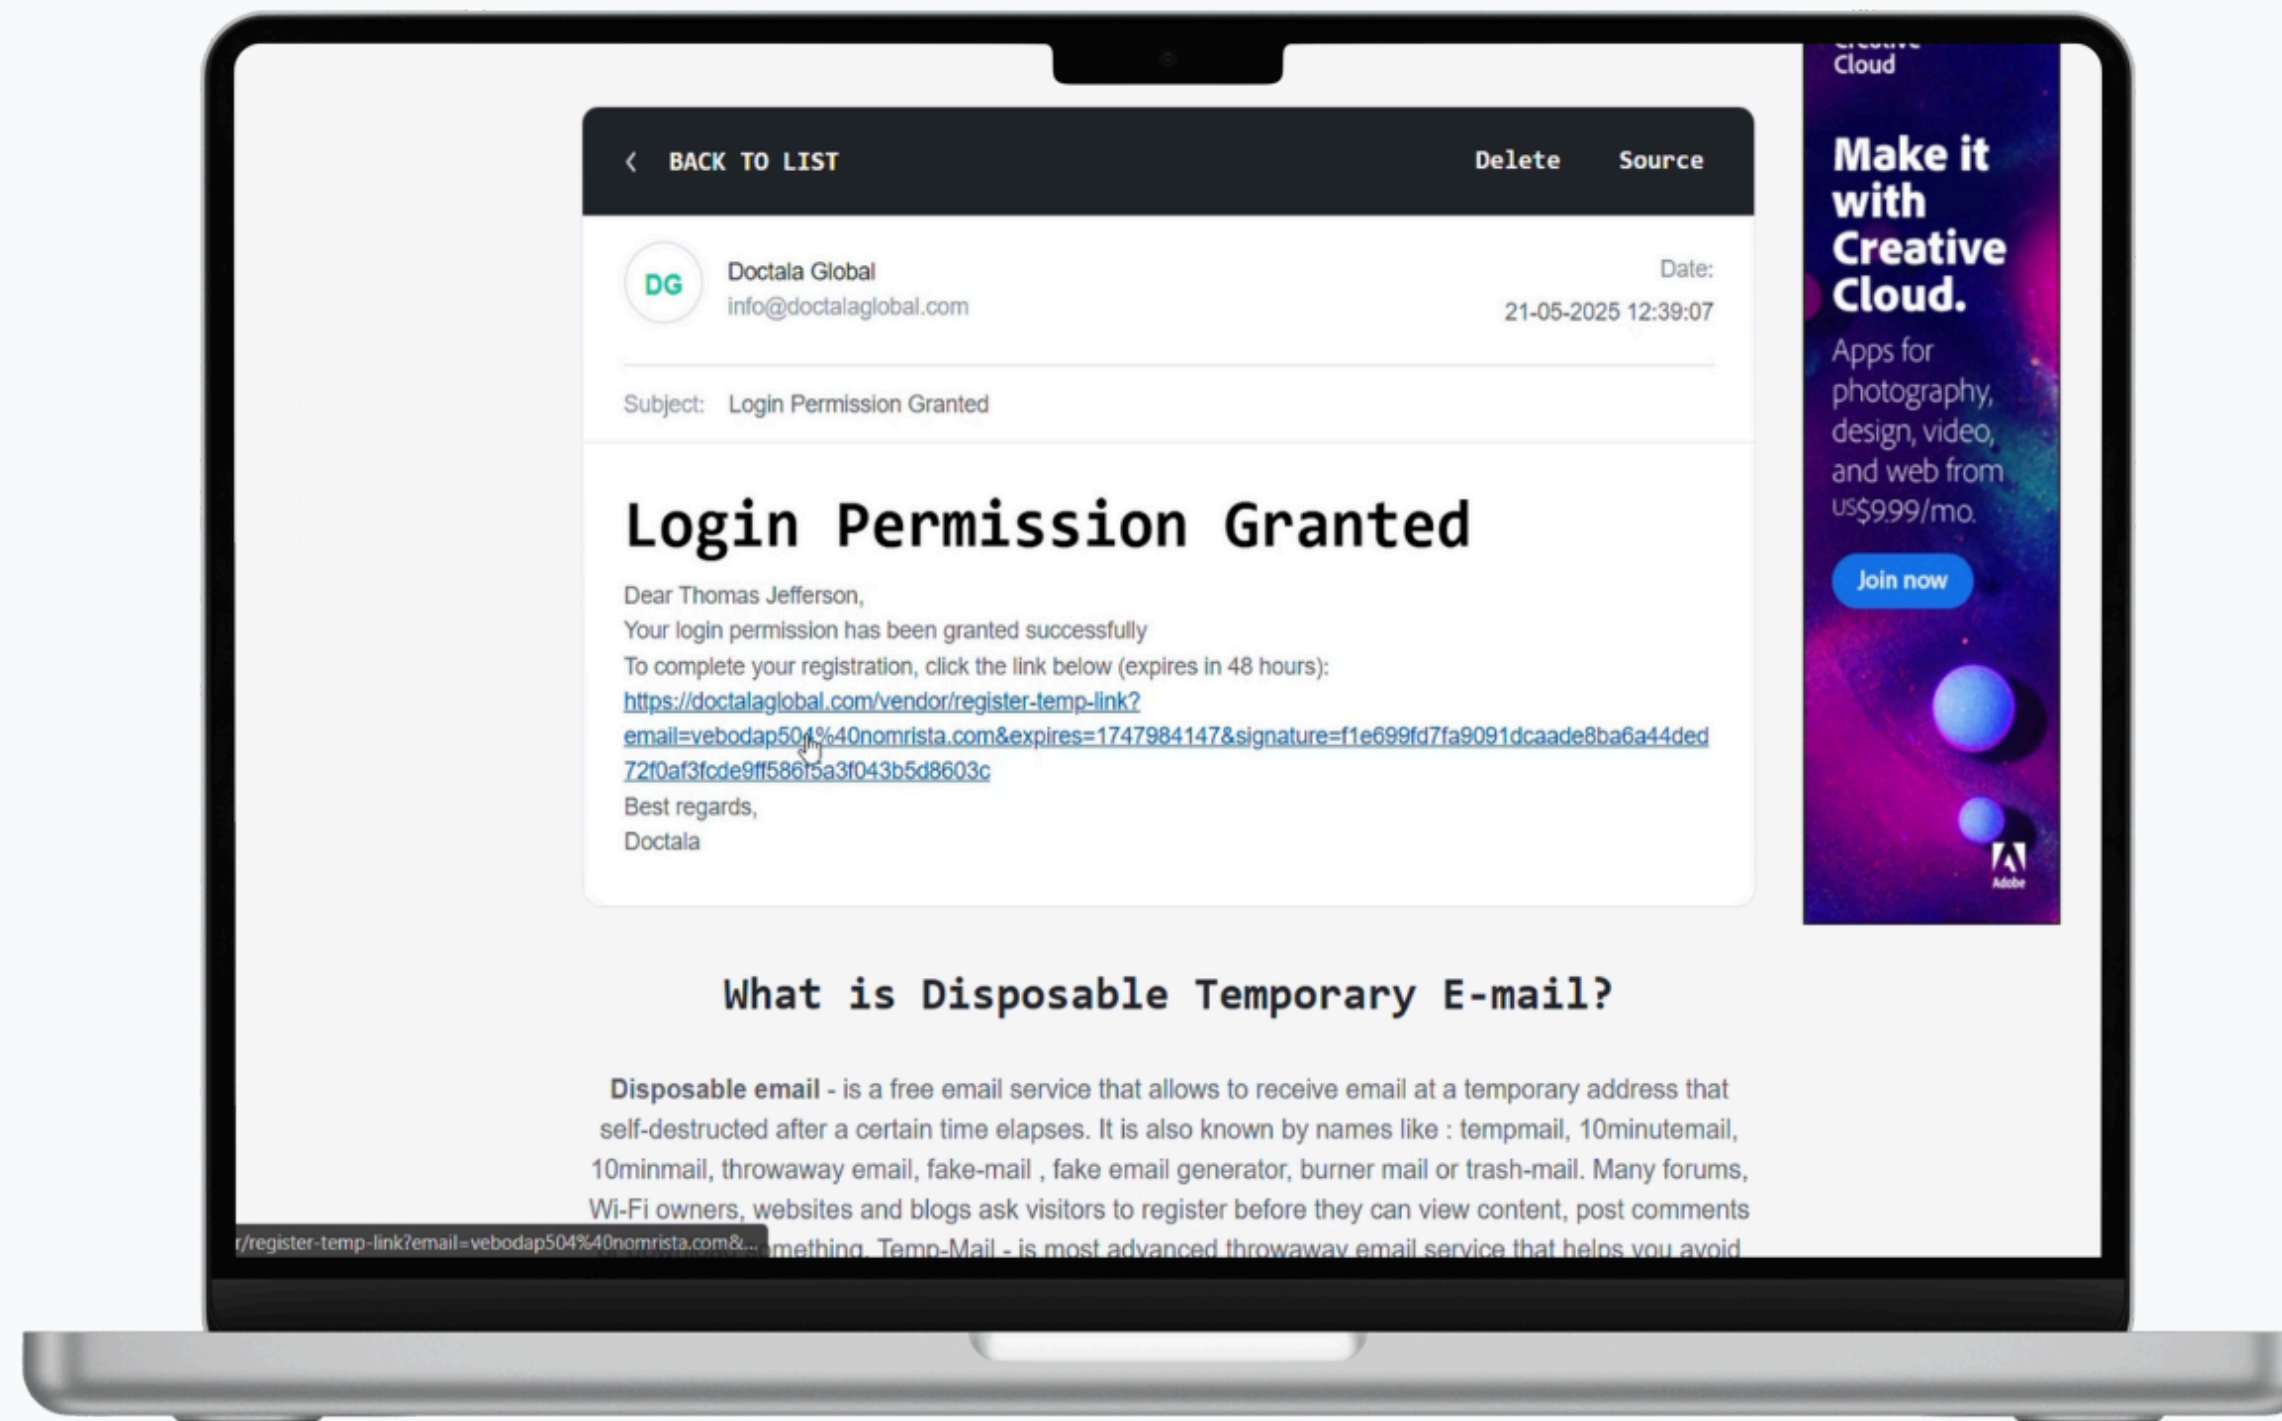 BACK TO LIST
Delete
Source
DG
Doctala Global
info@doctalaglobal.com
Date:
21-05-2025 12:39:07
Subject: Login Permission Granted
Login Permission Granted
Dear Thomas Jefferson,
Your login permission has been granted successfully
To complete your registration, click the link below (expires in 48 hours):
https://doctalaglobal.com/vendor/register-temp-link?
email=vebodap504%40nomrista.com&expires=1747984147&signature=f1e699fd7fa9091dcaade8ba6a44ded
72f0af3fcde9ff586f5a3f043b5d8603c
Best regards,
Doctala
Creative
Cloud
Make it
with
Creative
Cloud.
Apps for
photography,
design, video,
and web from
US$9.99/mo.
Join now
Adobe
What is Disposable Temporary E-mail?
Disposable email - is a free email service that allows to receive email at a temporary address that
self-destructed after a certain time elapses. It is also known by names like : tempmail, 10minutemail,
10minmail, throwaway email, fake-mail , fake email generator, burner mail or trash-mail. Many forums,
Wi-Fi owners, websites and blogs ask visitors to register before they can view content, post comments
mething. Temp-Mail - is most advanced throwaway email service that helps you avoid
r/register-temp-link?email=vebodap504%40nomrista.com&...